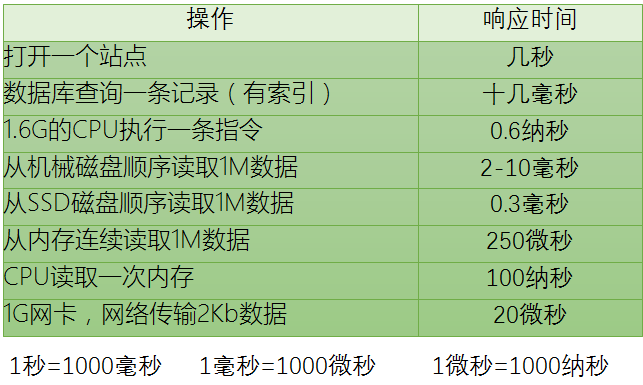 操作 响应时间
打开一个站点 几秒
数据库查询一条记录（有索引） 十几毫秒
1.6G的CPU执行一条指令 0.6纳秒
从机械磁盘顺序读取1M数据 2-10毫秒
从SSD磁盘顺序读取1M数据 0.3毫秒
从内存连续读取1M数据 250微秒
CPU读取一次内存 100纳秒
1G网卡，网络传输2Kb数据 20微秒
1秒=1000毫秒 1毫秒=1000微秒 1微秒=1000纳秒